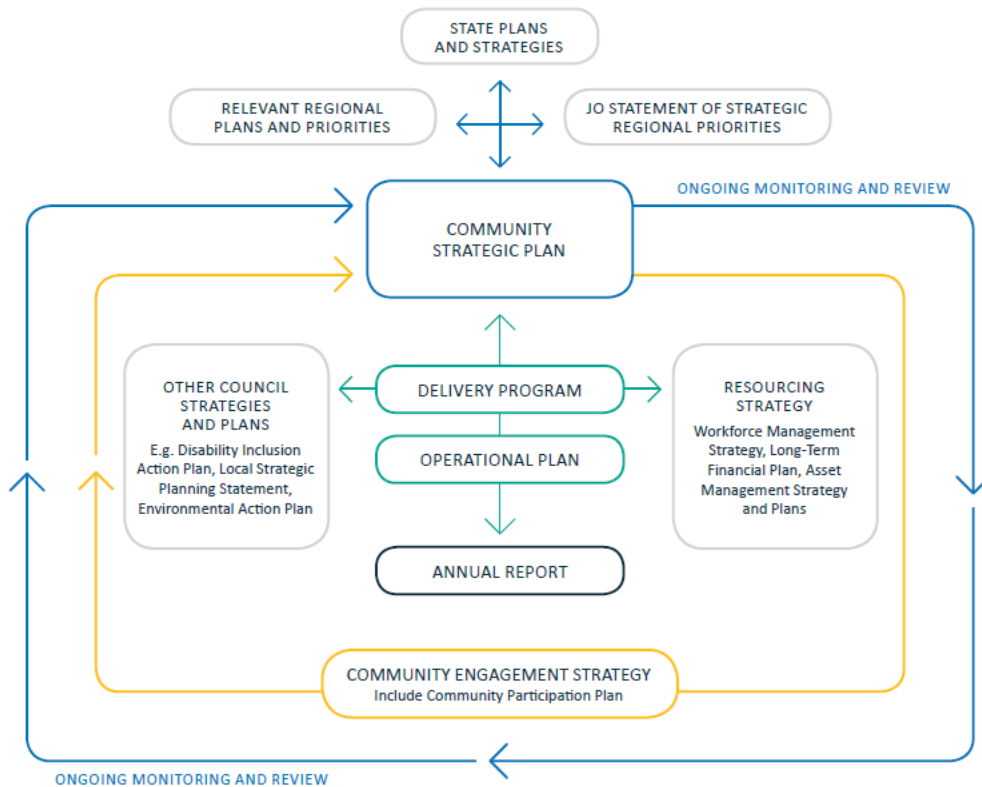 STATE PLANS
AND STRATEGIES
RELEVANT REGIONAL
PLANS AND PRIORITIES
JO STATEMENT OF STRATEGIC
REGIONAL PRIORITIES
ONGOING MONITORING AND REVIEW
COMMUNITY
STRATEGIC PLAN
OTHER COUNCIL
STRATEGIES
AND PLANS
E.g. Disability Inclusion
Action Plan, Local Strategic
Planning Statement,
Environmental Action Plan
DELIVERY PROGRAM
OPERATIONAL PLAN
ANNUAL REPORT
RESOURCING
STRATEGY
Workforce Management
Strategy, Long-Term
Financial Plan, Asset
Management Strategy
and Plans
COMMUNITY ENGAGEMENT STRATEGY
Include Community Participation Plan
ONGOING MONITORING AND REVIEW